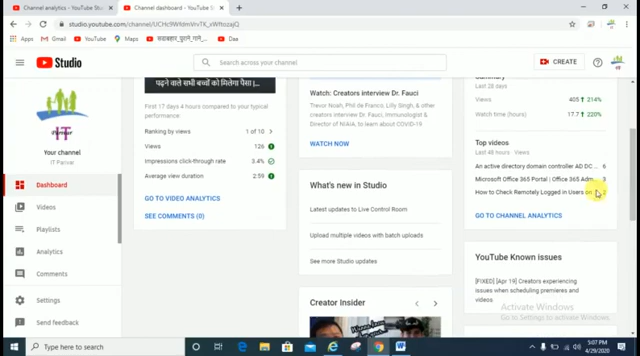 Channel analytics - YouTube Stu
Channel dashboard - YouTube Stu
studio.youtube.com/channel/
Apps
Gmail
YouTube
Maps
Daa
Studio
Search across your channel
CREATE
IT
Your channel
IT Pariver
Dashboard
Videos
Playlists
Analytics
Comments
Settings
Send feedback
पढ़ने वाले सभी बच्चों को मिलेगा पैसा |...
First 17 days 4 hours compared to your typical
performance:
Ranking by views 1 of 10
Views 126
Impressions click-through rate 3.4%
Average view duration 2:59
GO TO VIDEO ANALYTICS
SEE COMMENTS (0)
Watch: Creators interview Dr. Fauci
Trevor Noah, Phil de Franco, Lilly Singh, & other
creators interview Dr. Fauci, Immunologist &
Director of NIAIA, to learn about COVID-19
WATCH NOW
What's new in Studio
Latest updates to Live Control Room
Upload multiple videos with batch uploads
See more Studio updates
Creator Insider
Summary
Last 28 days
Views 405 214%
Watch time (hours) 17.7 220%
Top videos
Last 48 hours · Views
An active directory domain controller AD DC ... 6
Microsoft Office 365 Portal | Office 365 Adm... 3
How to Check Remotely Logged in Users on
GO TO CHANNEL ANALYTICS
YouTube Known issues
[FIXED] [Apr 19] Creators experiencing
issues when scheduling premieres and
videos
Activate Windows
Go to Settings to activate Windows.
Type here to search
5:07 PM
4/29/2020